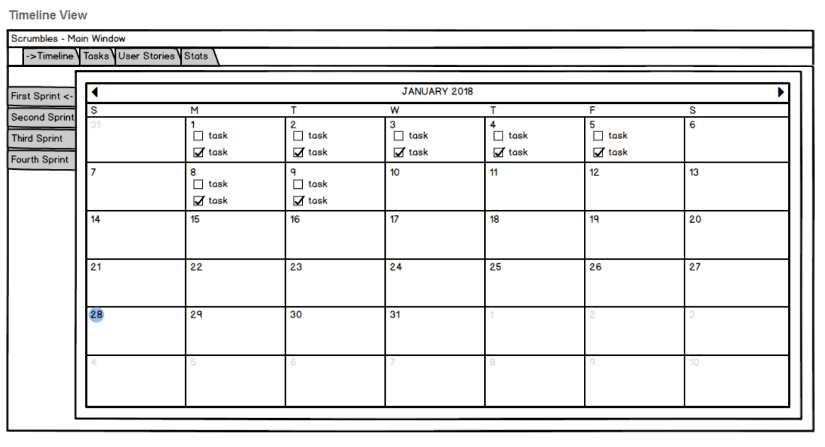 Timeline View
Scrumbles - Main Window
->Timeline Tasks User Stories Stats
First Sprint <-
Second Sprint
Third Sprint
Fourth Sprint
JANUARY 2018
S M T W T F S
31 1 2 3 4 5 6
task task task task task
task task task task task
7 8 9 10 11 12 13
task task
task task
14 15 16 17 18 19 20
21 22 23 24 25 26 27
28 29 30 31 1 2 3
4 5 6 7 8 9 10